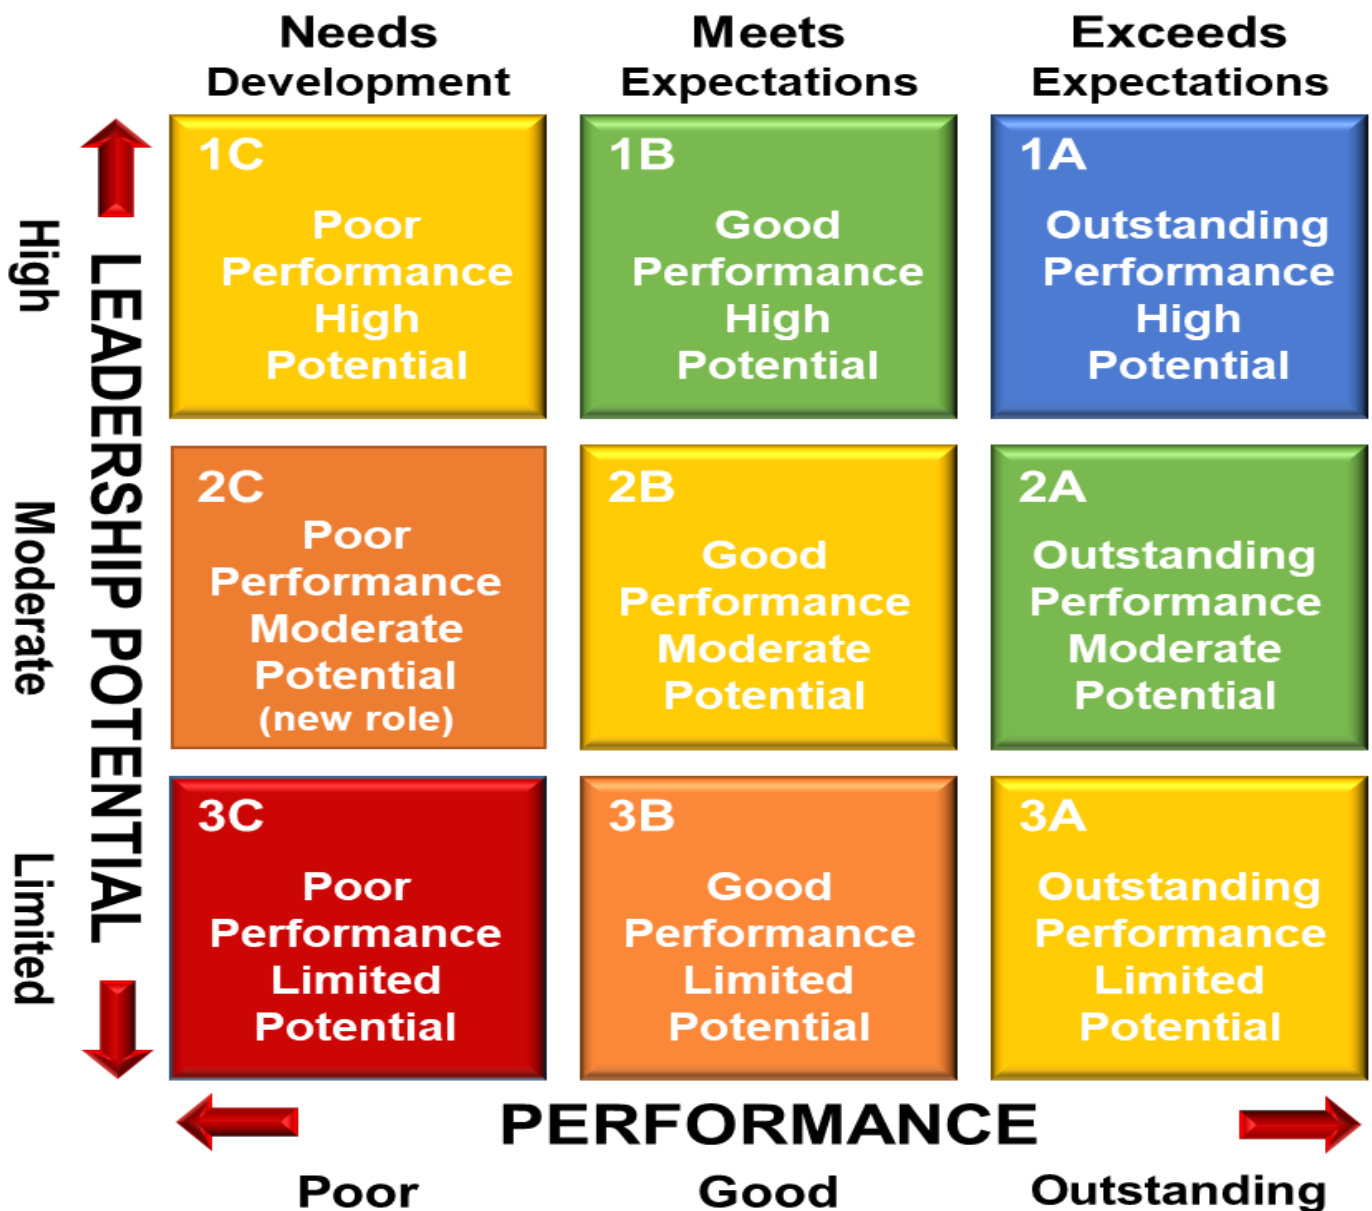 Needs
Development
Meets
Expectations
Exceeds
Expectations
High
Moderate
Limited
LEADERSHIP POTENTIAL
1C
Poor
Performance
High
Potential
1B
Good
Performance
High
Potential
1A
Outstanding
Performance
High
Potential
2C
Poor
Performance
Moderate
Potential
(new role)
2B
Good
Performance
Moderate
Potential
2A
Outstanding
Performance
Moderate
Potential
3C
Poor
Performance
Limited
Potential
3B
Good
Performance
Limited
Potential
3A
Outstanding
Performance
Limited
Potential
PERFORMANCE
Poor
Good
Outstanding